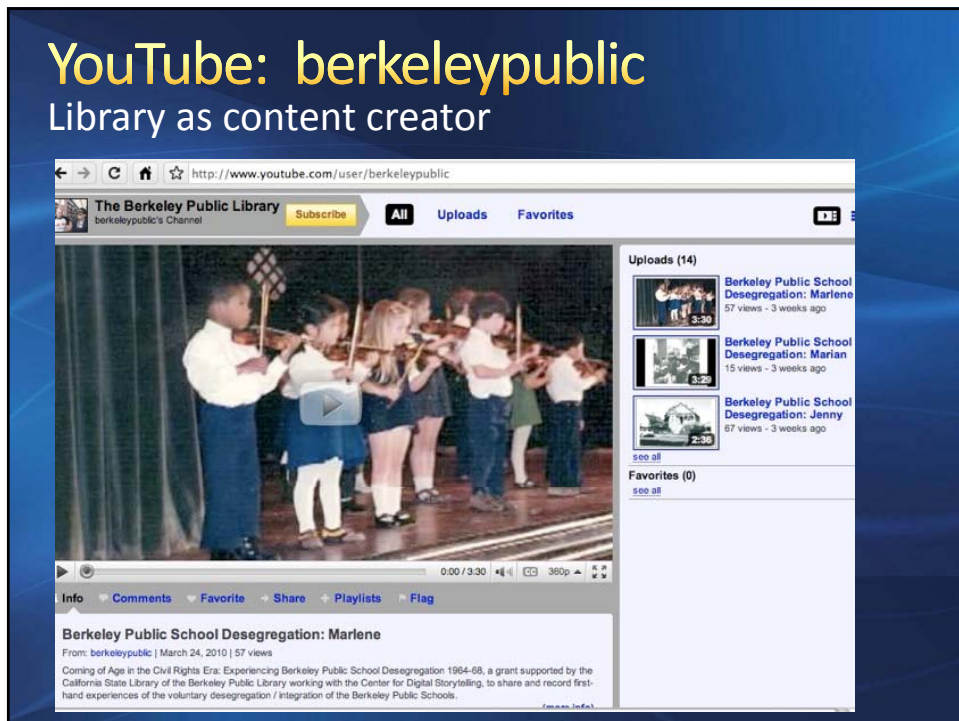 YouTube: berkeleypublic
Library as content creator
http://www.youtube.com/user/berkeleypublic
The Berkeley Public Library
berkeleypublic's Channel
Subscribe
All
Uploads
Favorites
Uploads (14)
Berkeley Public School
Desegregation: Marlene
57 views - 3 weeks ago
3:30
Berkeley Public School
Desegregation: Marian
15 views - 3 weeks ago
3:29
Berkeley Public School
Desegregation: Jenny
67 views - 3 weeks ago
2:36
see all
Favorites (0)
see all
0:00 / 3:30
CC
360p
Info
Comments
Favorite
Share
Playlists
Flag
Berkeley Public School Desegregation: Marlene
From: berkeleypublic | March 24, 2010 | 57 views
Coming of Age in the Civil Rights Era: Experiencing Berkeley Public School Desegregation 1964-68, a grant supported by the
California State Library of the Berkeley Public Library working with the Center for Digital Storytelling, to share and record first-
hand experiences of the voluntary desegregation / integration of the Berkeley Public Schools.
(more info)